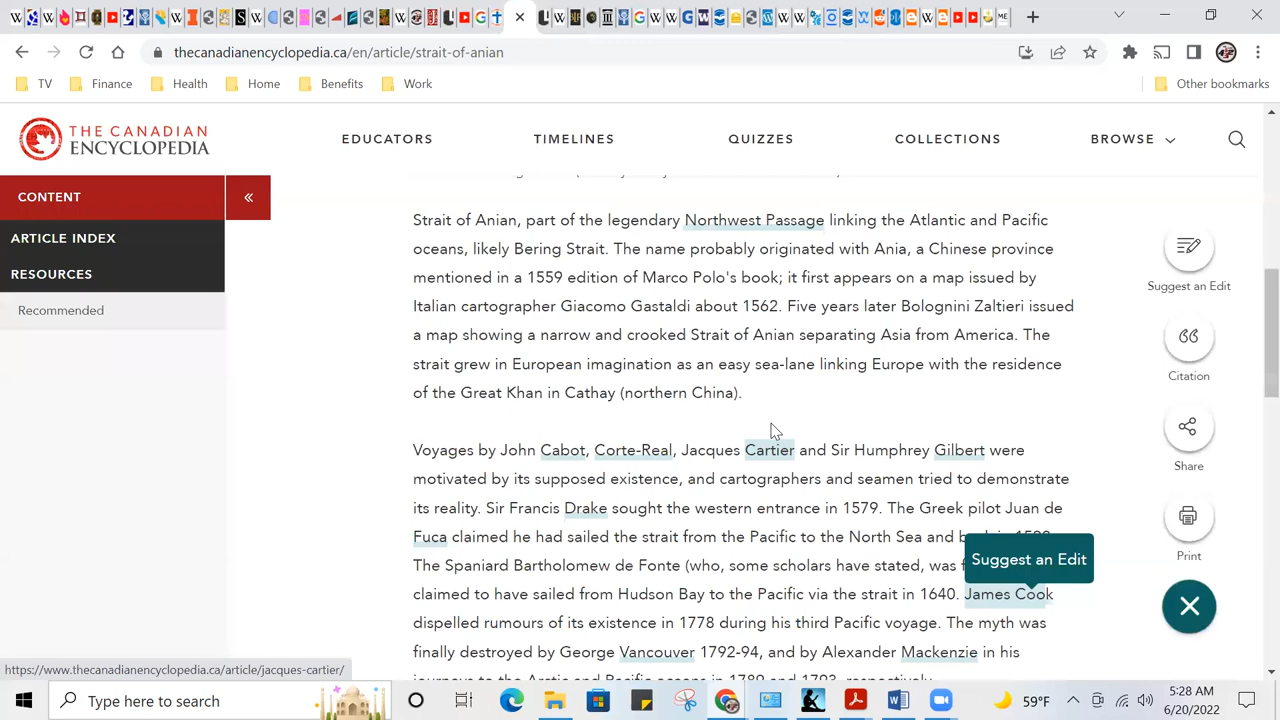 thecanadianencyclopedia.ca/en/article/strait-of-anian
TV
Finance
Health
Home
Benefits
Work
Other bookmarks
THE CANADIAN
ENCYCLOPEDIA
EDUCATORS
TIMELINES
QUIZZES
COLLECTIONS
BROWSE
CONTENT
«
ARTICLE INDEX
RESOURCES
Recommended
Strait of Anian, part of the legendary Northwest Passage linking the Atlantic and Pacific
oceans, likely Bering Strait. The name probably originated with Ania, a Chinese province
mentioned in a 1559 edition of Marco Polo's book; it first appears on a map issued by
Italian cartographer Giacomo Gastaldi about 1562. Five years later Bolognini Zaltieri issued
a map showing a narrow and crooked Strait of Anian separating Asia from America. The
strait grew in European imagination as an easy sea-lane linking Europe with the residence
of the Great Khan in Cathay (northern China).
Voyages by John Cabot, Corte-Real, Jacques Cartier and Sir Humphrey Gilbert were
motivated by its supposed existence, and cartographers and seamen tried to demonstrate
its reality. Sir Francis Drake sought the western entrance in 1579. The Greek pilot Juan de
Fuca claimed he had sailed the strait from the Pacific to the North Sea and
The Spaniard Bartholomew de Fonte (who, some scholars have stated, was
claimed to have sailed from Hudson Bay to the Pacific via the strait in 1640. James Cook
dispelled rumours of its existence in 1778 during his third Pacific voyage. The myth was
finally destroyed by George Vancouver 1792-94, and by Alexander Mackenzie in his
journeys to the Arctic and Pacific oceans in 1789 and 1793, respectively.
Suggest an Edit
Citation
Share
Print
Suggest an Edit
https://www.thecanadianencyclopedia.ca/article/jacques-cartier/
Type here to search
59°F
5:28 AM
6/20/2022